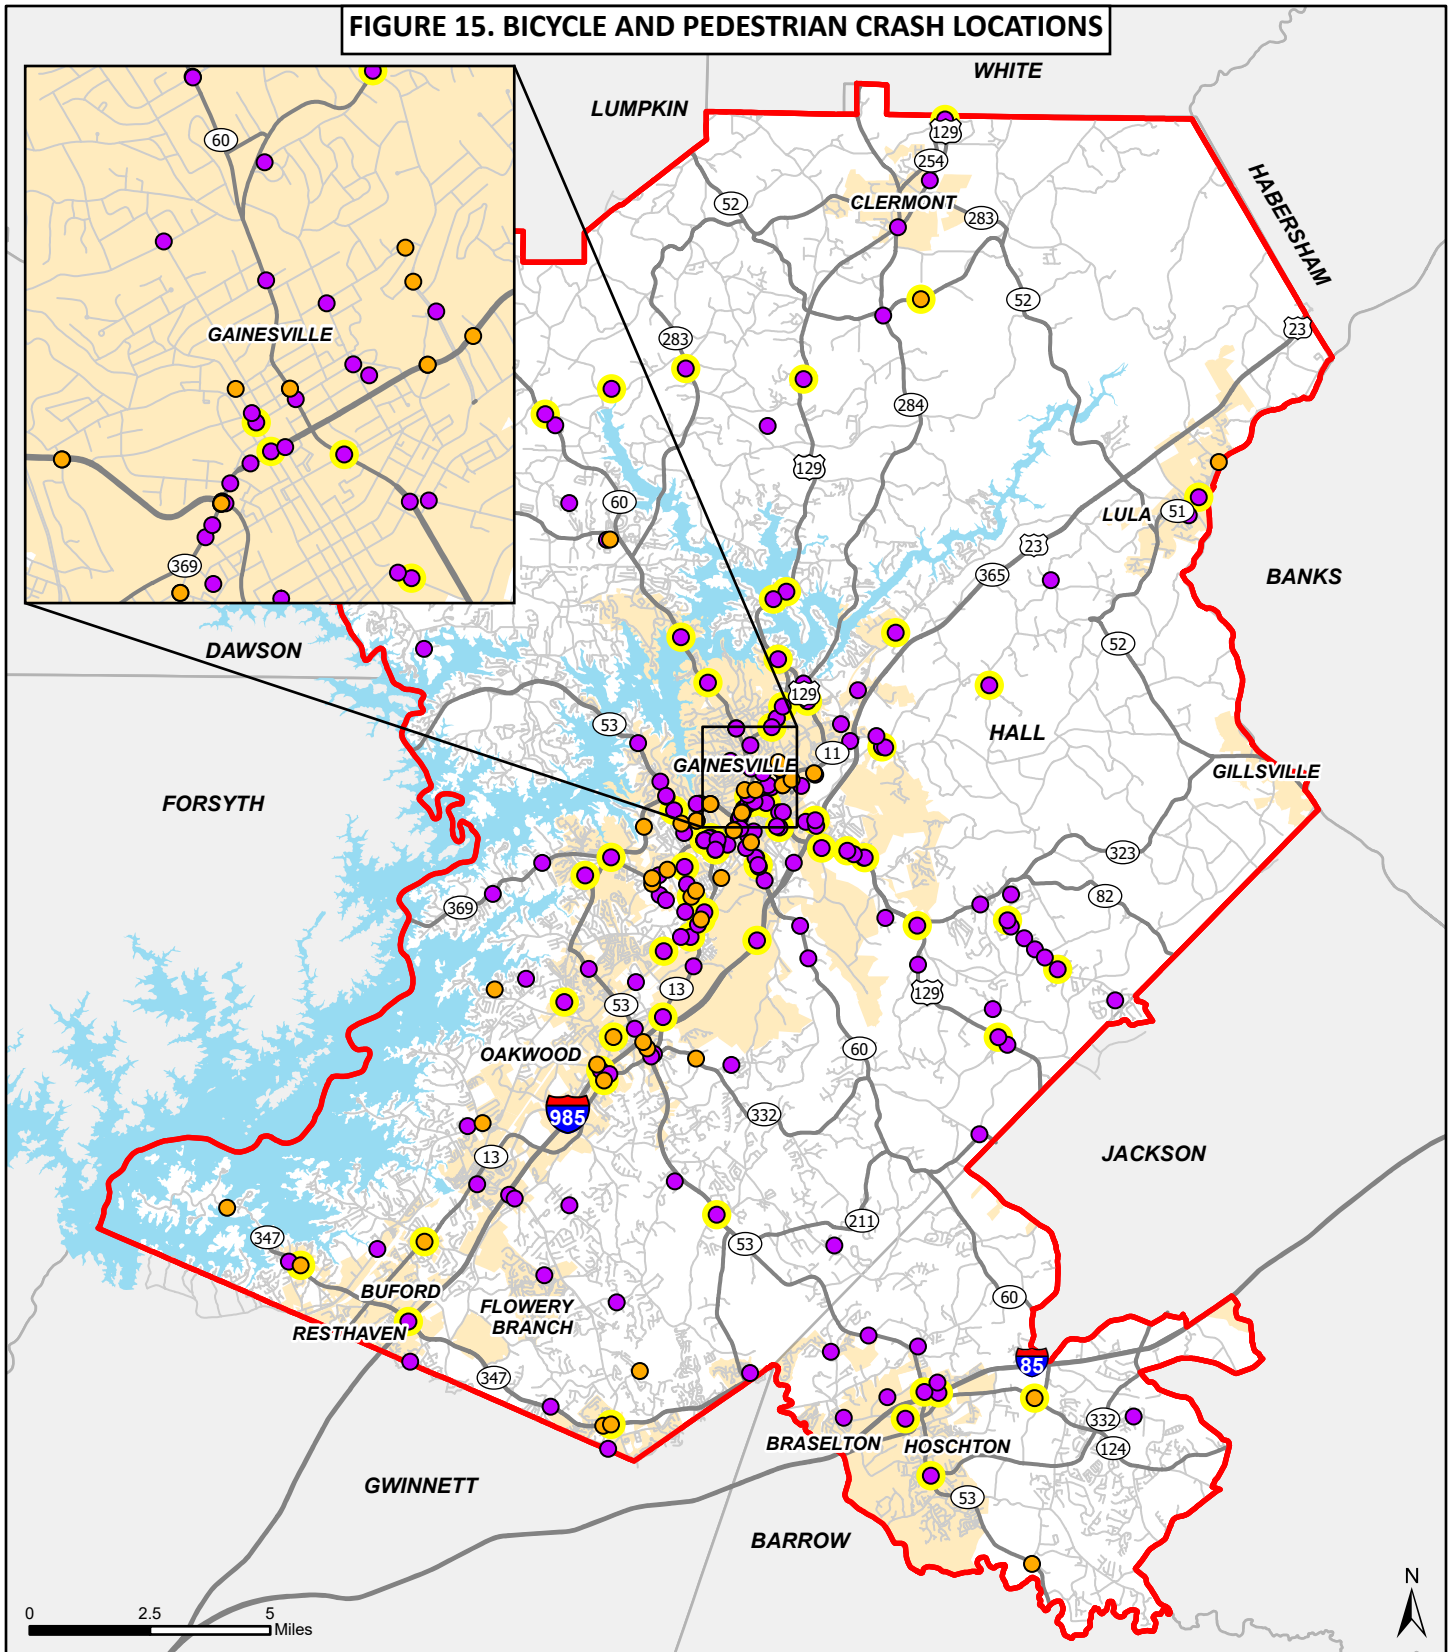 FIGURE 15. BICYCLE AND PEDESTRIAN CRASH LOCATIONS
WHITE
LUMPKIN
60
129
254
HABERSHAM
CLERMONT
52
283
52
23
GAINESVILLE
283
284
129
60
LULA
51
23
369
365
BANKS
DAWSON
52
129
53
11
HALL
GAINESVILLE
GILLSVILLE
FORSYTH
323
82
369
13
129
53
60
OAKWOOD
985
332
JACKSON
13
211
347
53
BUFORD
60
FLOWERY
BRANCH
RESTHAVEN
85
347
332
BRASELTON
HOSCHTON
124
GWINNETT
53
BARROW
N
0 2.5 5
Miles